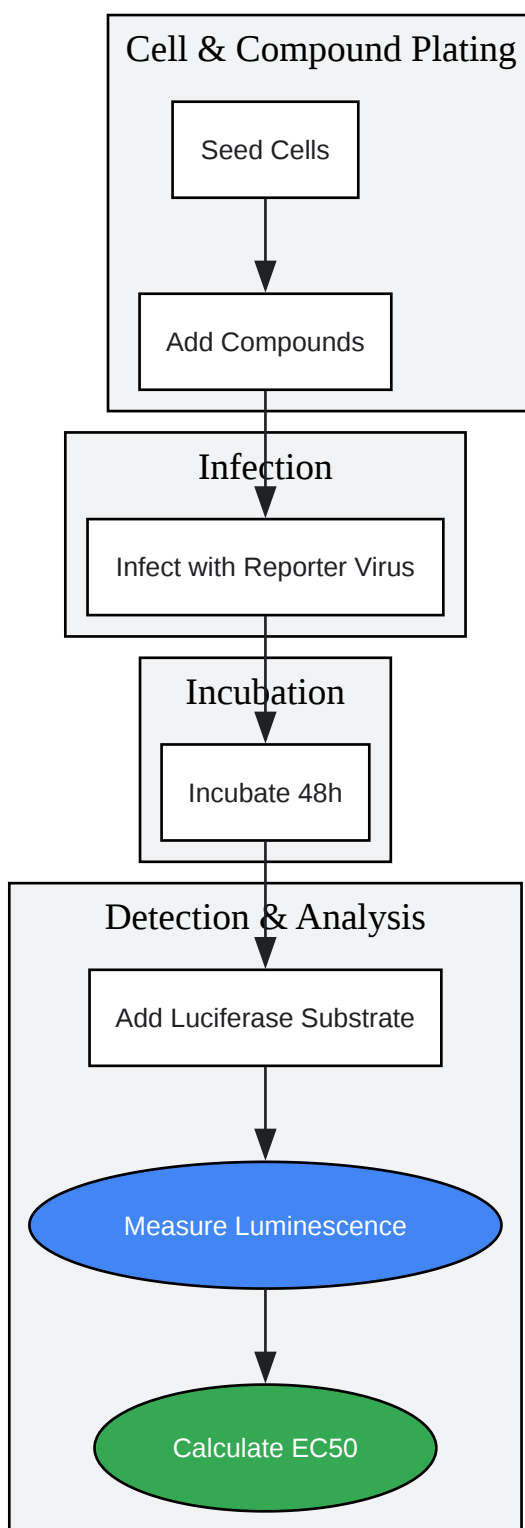 Cell & Compound Plating
Seed Cells
Add Compounds
Infection
Infect with Reporter Virus
Incubation
Incubate 48h
Detection & Analysis
Add Luciferase Substrate
Measure Luminescence
Calculate EC50